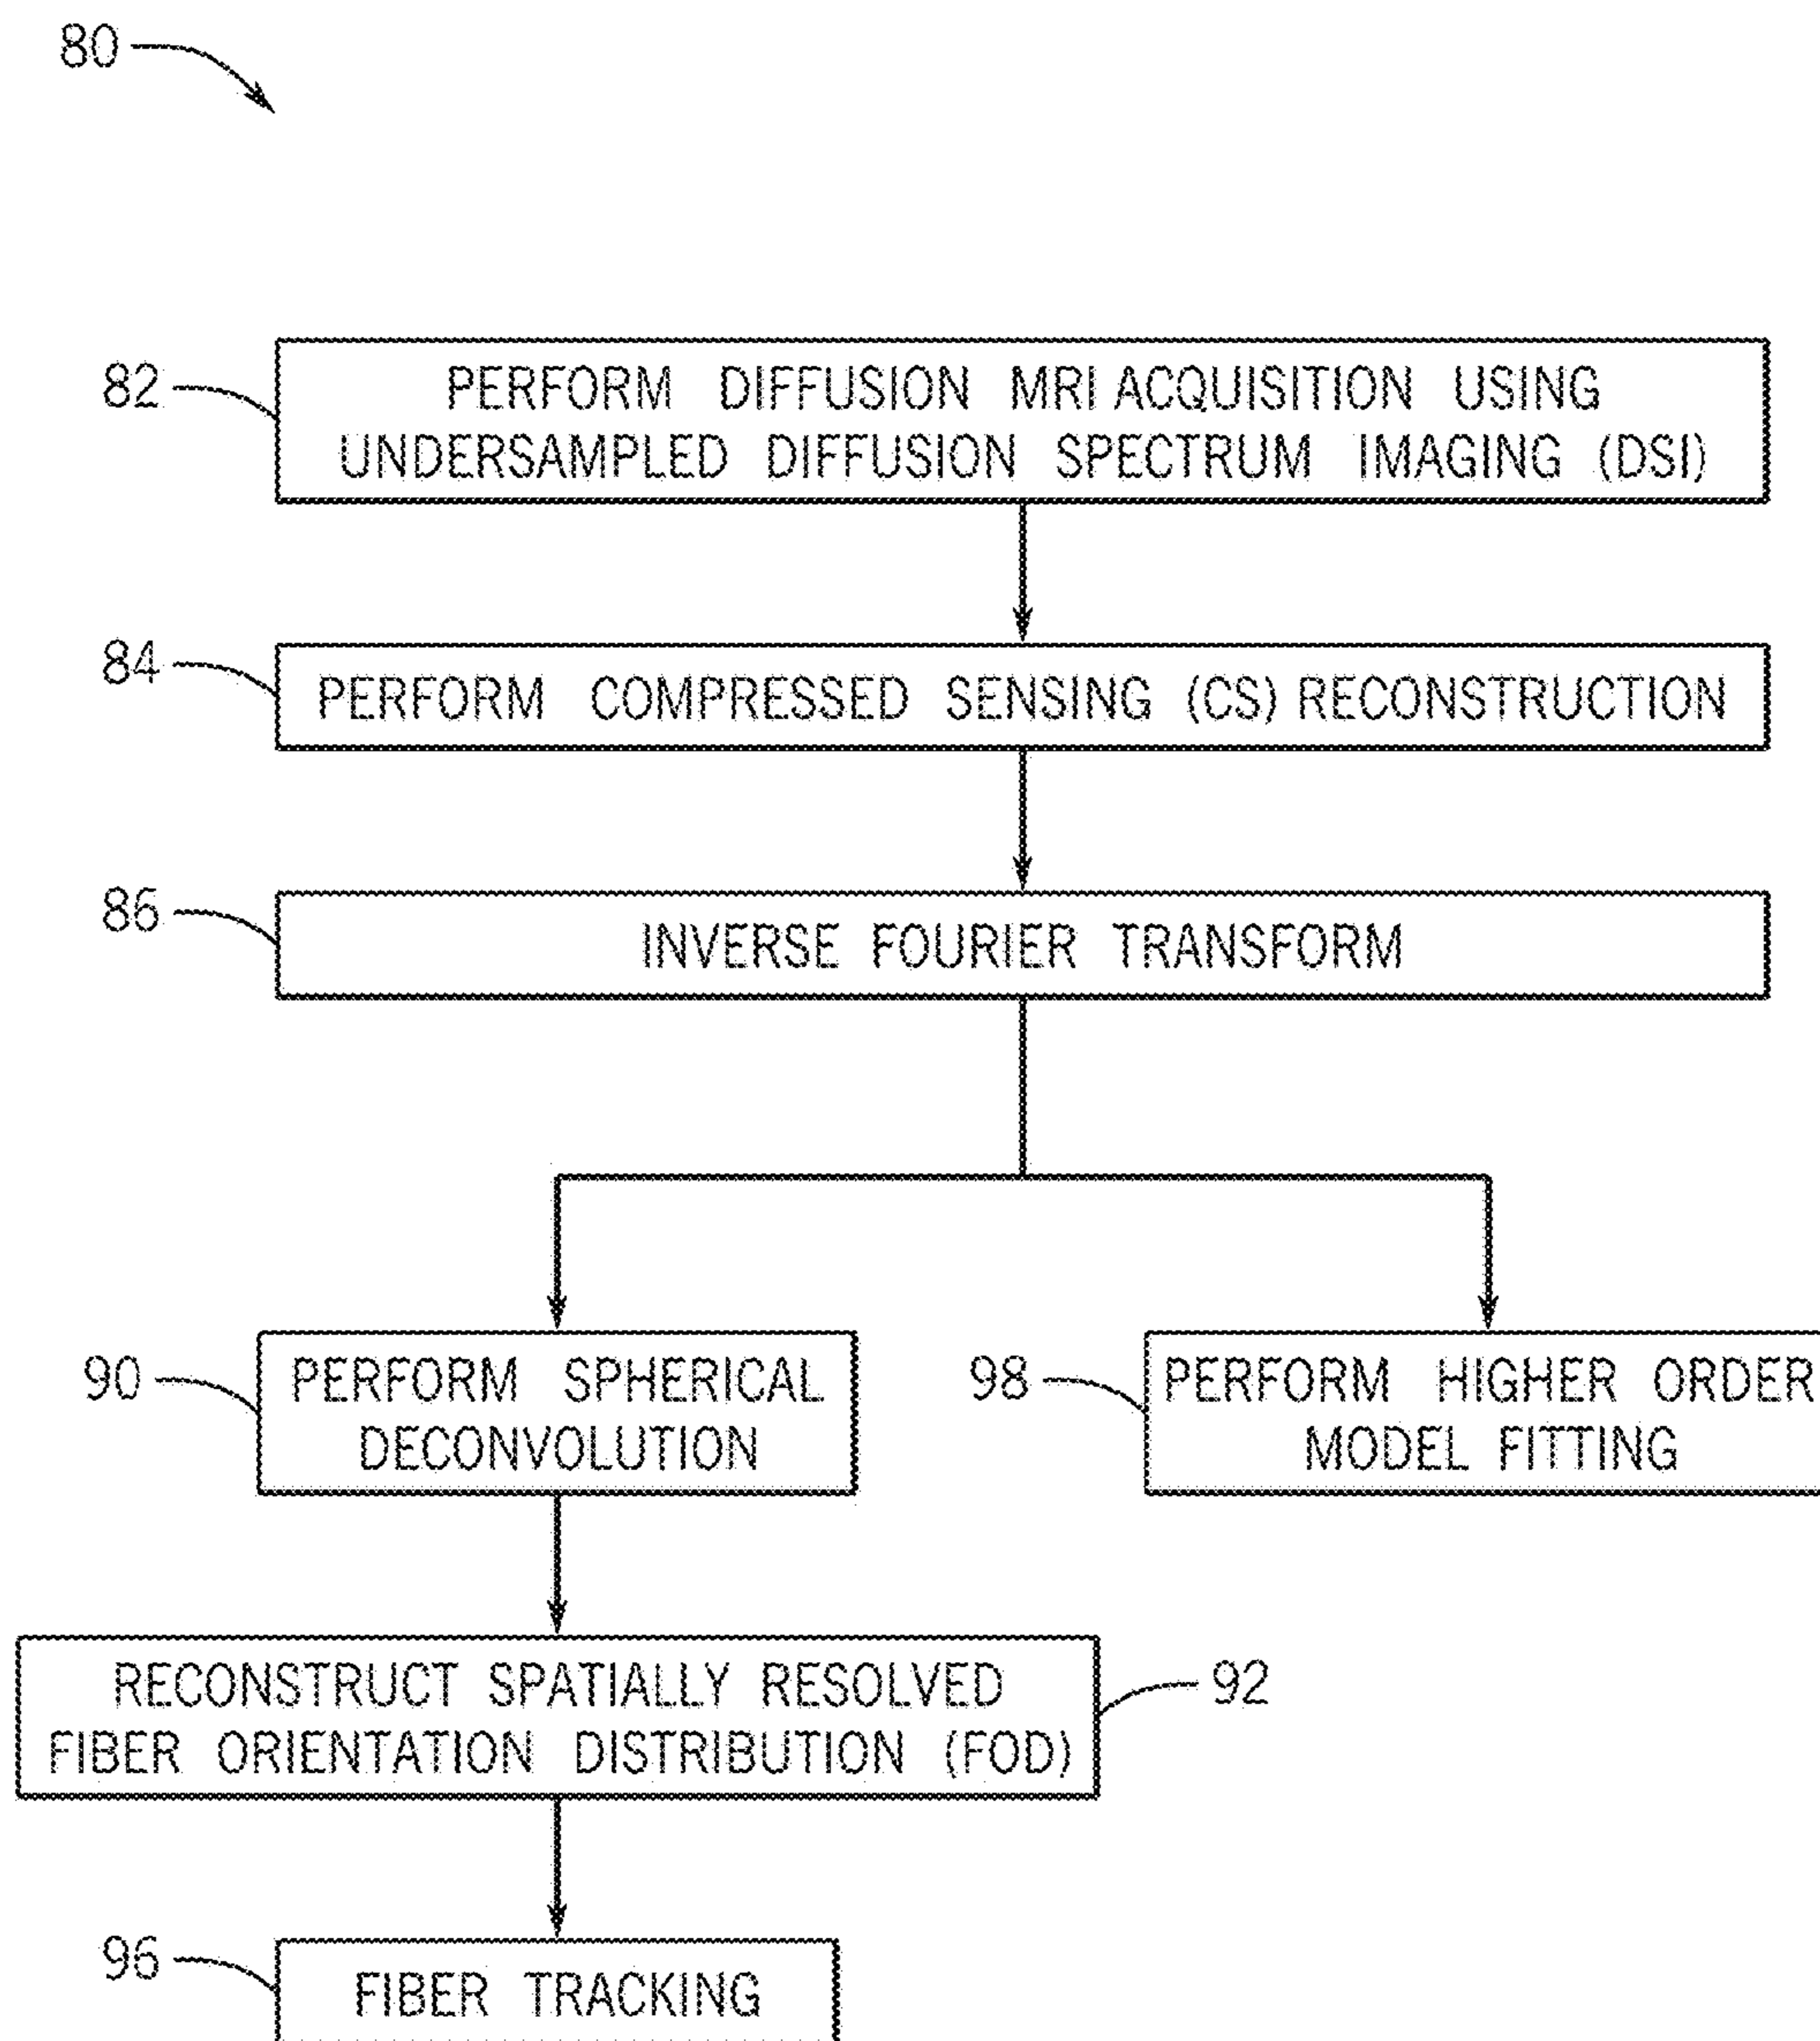 80
82
PERFORM DIFFUSION MRI ACQUISITION USING
UNDERSAMPLED DIFFUSION SPECTRUM IMAGING (DSI)
84
PERFORM COMPRESSED SENSING (CS) RECONSTRUCTION
86
INVERSE FOURIER TRANSFORM
90
PERFORM SPHERICAL
DECONVOLUTION
98
PERFORM HIGHER ORDER
MODEL FITTING
RECONSTRUCT SPATIALLY RESOLVED
FIBER ORIENTATION DISTRIBUTION (FOD)
92
96
FIBER TRACKING